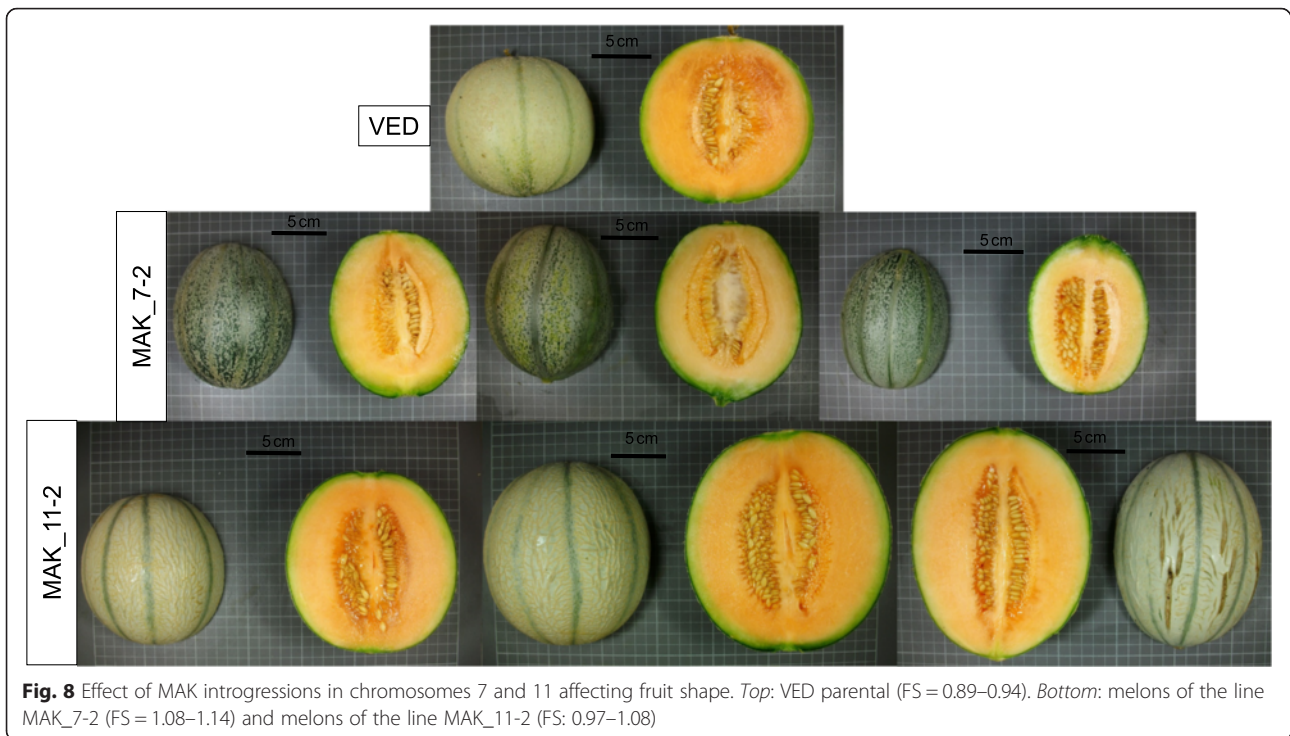 5 cm
VED
5 cm
5 cm
5 cm
MAK_7-2
5 cm
5 cm
5 cm
MAK_11-2
Fig. 8 Effect of MAK introgressions in chromosomes 7 and 11 affecting fruit shape. Top: VED parental (FS = 0.89–0.94). Bottom: melons of the line
MAK_7-2 (FS = 1.08–1.14) and melons of the line MAK_11-2 (FS: 0.97–1.08)